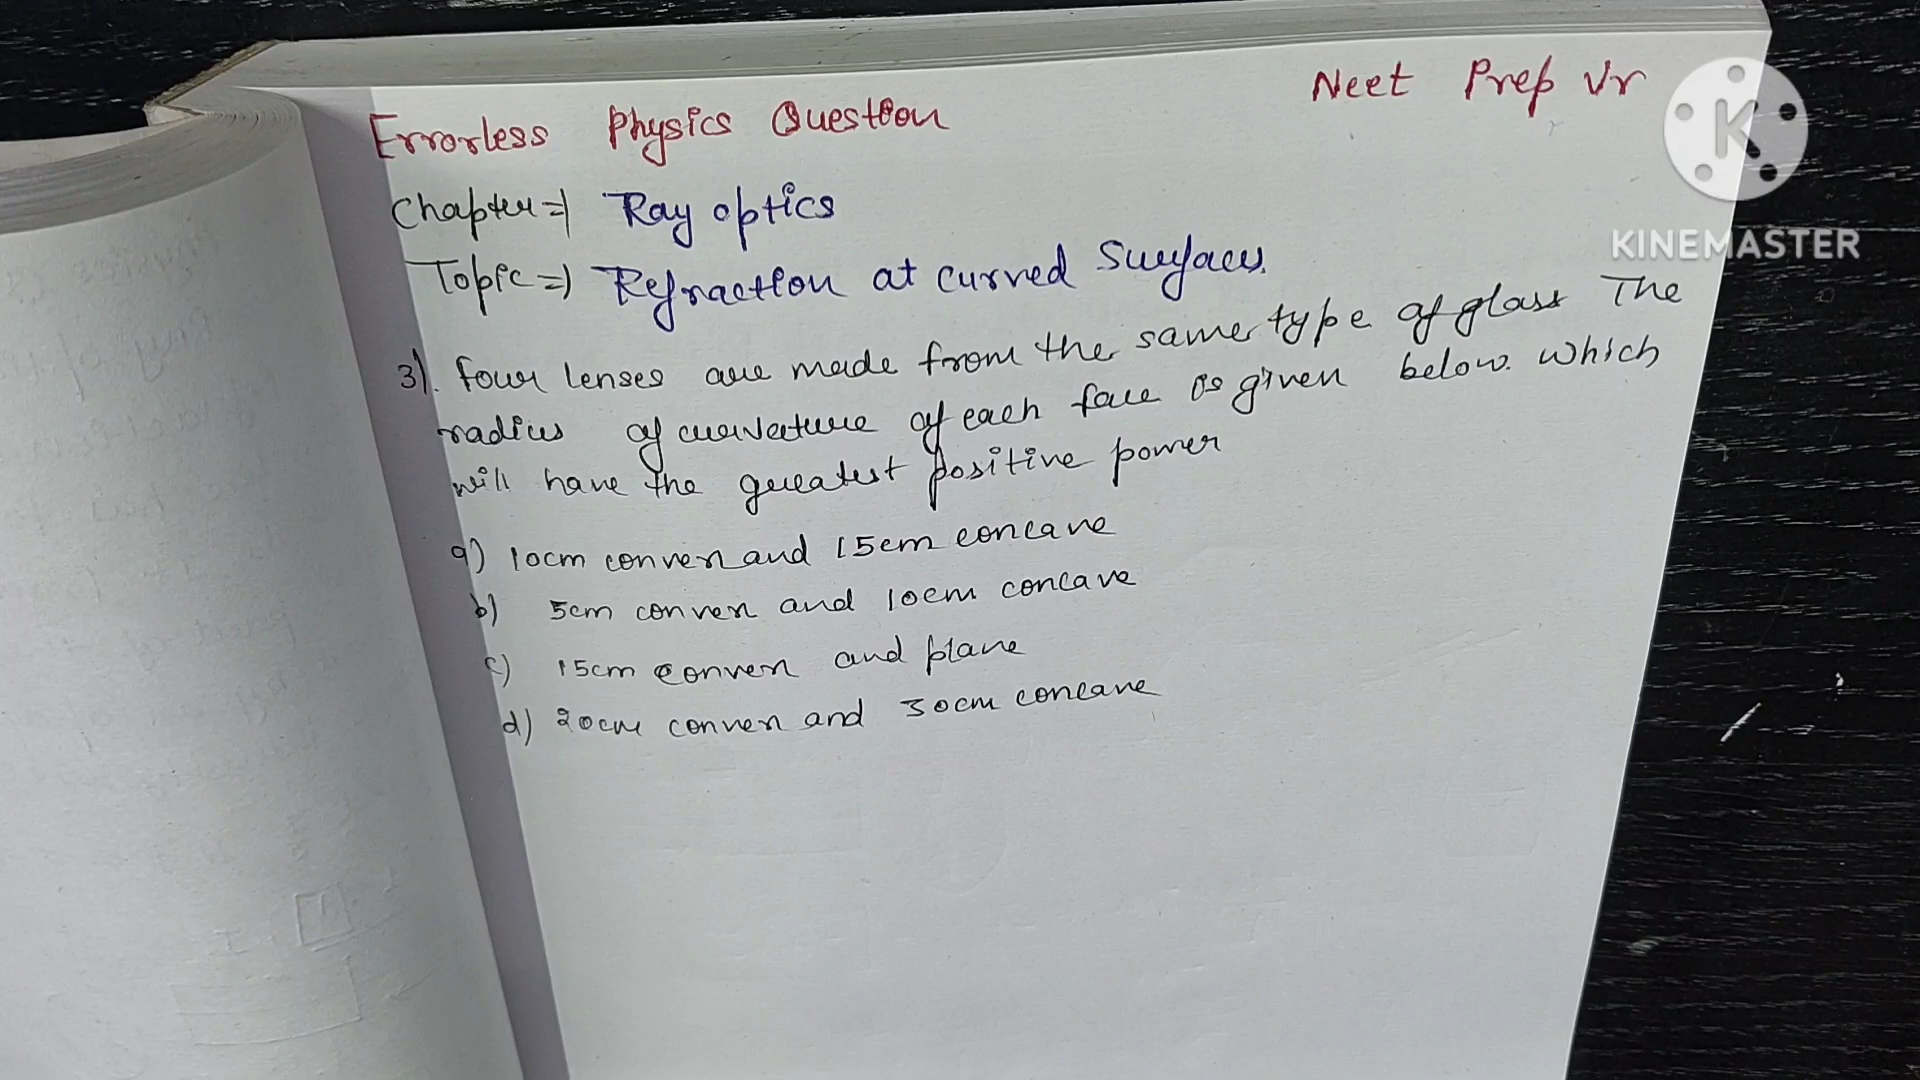 Neet Prep Vr
Errorless Physics Question
Chapter => Ray optics
Topic => Refraction at curved Surfaces.
3). four lenses are made from the same type of glass The
radius of curvature of each face is given below. which
will have the greatest positive power
a) 10cm convex and 15cm concave
b) 5cm convex and 10cm concave
c) 15cm convex and plane
d) 20cm convex and 30cm concave
K
KINEMASTER